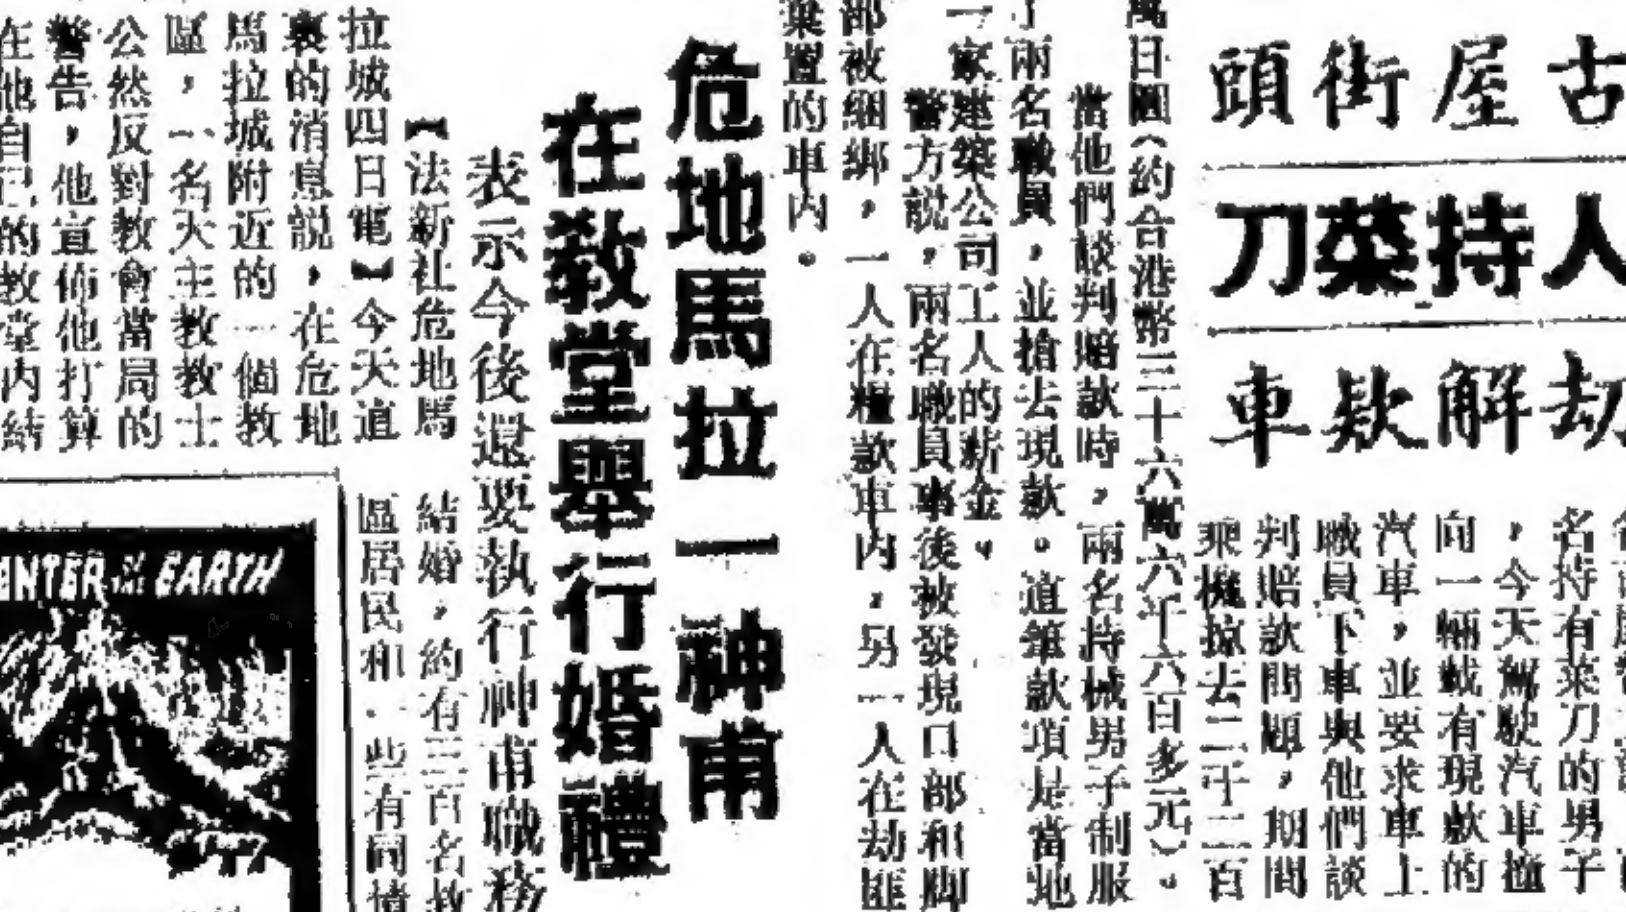 古屋街頭
人持菜刀
劫解欵車
名持有菜刀的男子
，今天駕駛汽車撞
向一輛載有現款的
汽車，並要求車上
職員下車與他們談
判賠款問題，期間
乘機掠去二千二百
萬日圓（約合港幣三十六萬六千六百多元）。
當他們談判賠款時，兩名持械男子制服
了兩名職員，並搶去現款。這筆款項是當地
一家建築公司工人的薪金。
警方説，兩名職員事後被發現口部和脚
部被綑綁，一人在糧款車內，另一人在劫匪
棄置的車內。
危地馬拉一神甫
在教堂舉行婚禮
表示今後還要執行神甫職務
【法新社危地馬
拉城四日電】今天道
裏的消息説，在危地
馬拉城附近的一個教
區，一名天主教教士
公然反對教會當局的
警告，他宣佈他打算
在他自己的教堂內結
結婚，約有三百名教
區居民和一些有同情
ENTER OF THE EARTH